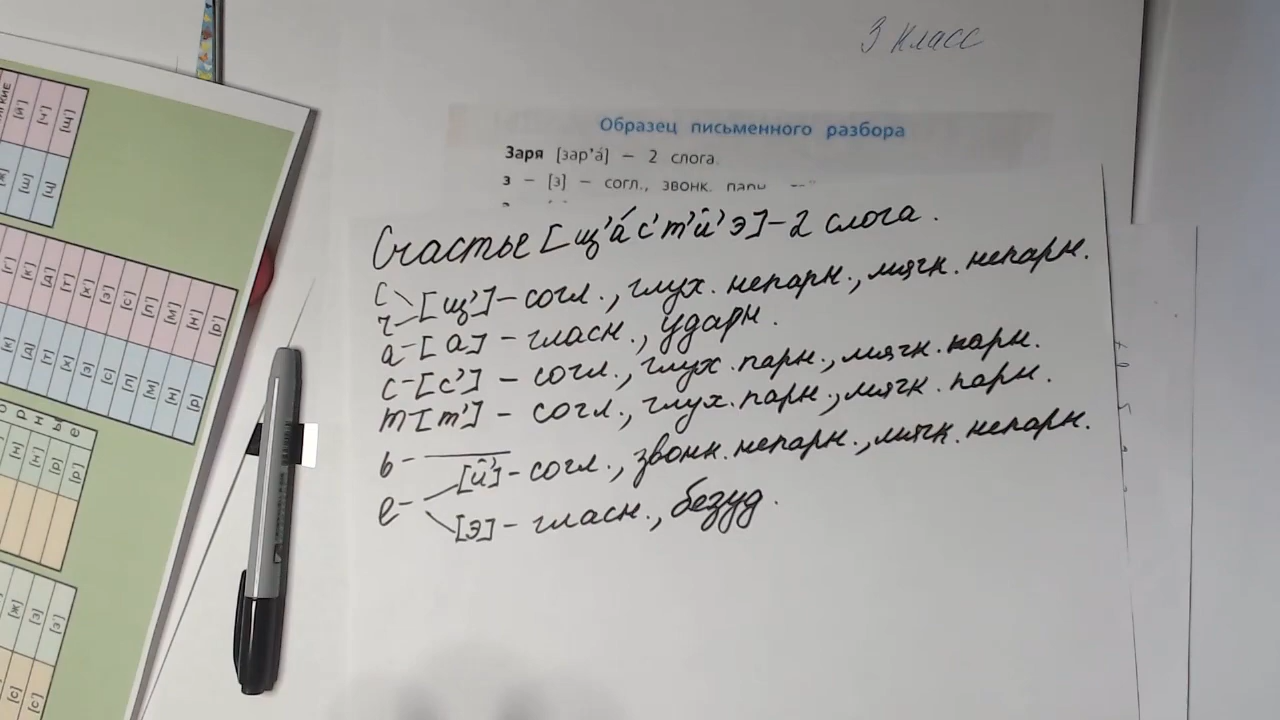 3 класс
Образец письменного разбора
Заря [зар’а́] – 2 слога.
з – [з] – согл., звонк.
Счастье [щ’а́с’т’й’э] – 2 слога.
с
ч [щ’] – согл., глух. непарн., мягк. непарн.
а – [а] – гласн., ударн.
с – [с’] – согл., глух. парн., мягк. парн.
т [т’] – согл., глух. парн., мягк. парн.
ь –
[й’] – согл., звонк. непарн., мягк. непарн.
е –
[э] – гласн., безуд.
[й’]
[ч’]
[щ’]
[ш]
[ц]
[г’]
[к’]
[д’]
[т’]
[х’]
[з’]
[с’]
[л’]
[м’]
[н’]
[р’]
[к]
[д]
[т]
[х]
[з]
[с]
[л]
[м]
[н]
[р]
[н]
[н’]
[р]
[р’]
[ж]
[з]
[з’]
[с]
[с’]